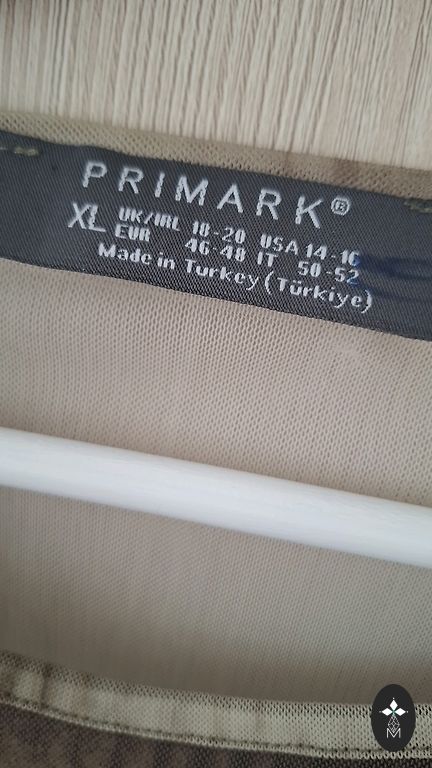 PRIMARK®
XL UK/IRL 18-20 USA 14-16
EUR 46-48 IT 50-52
Made in Turkey (Türkiye)
M